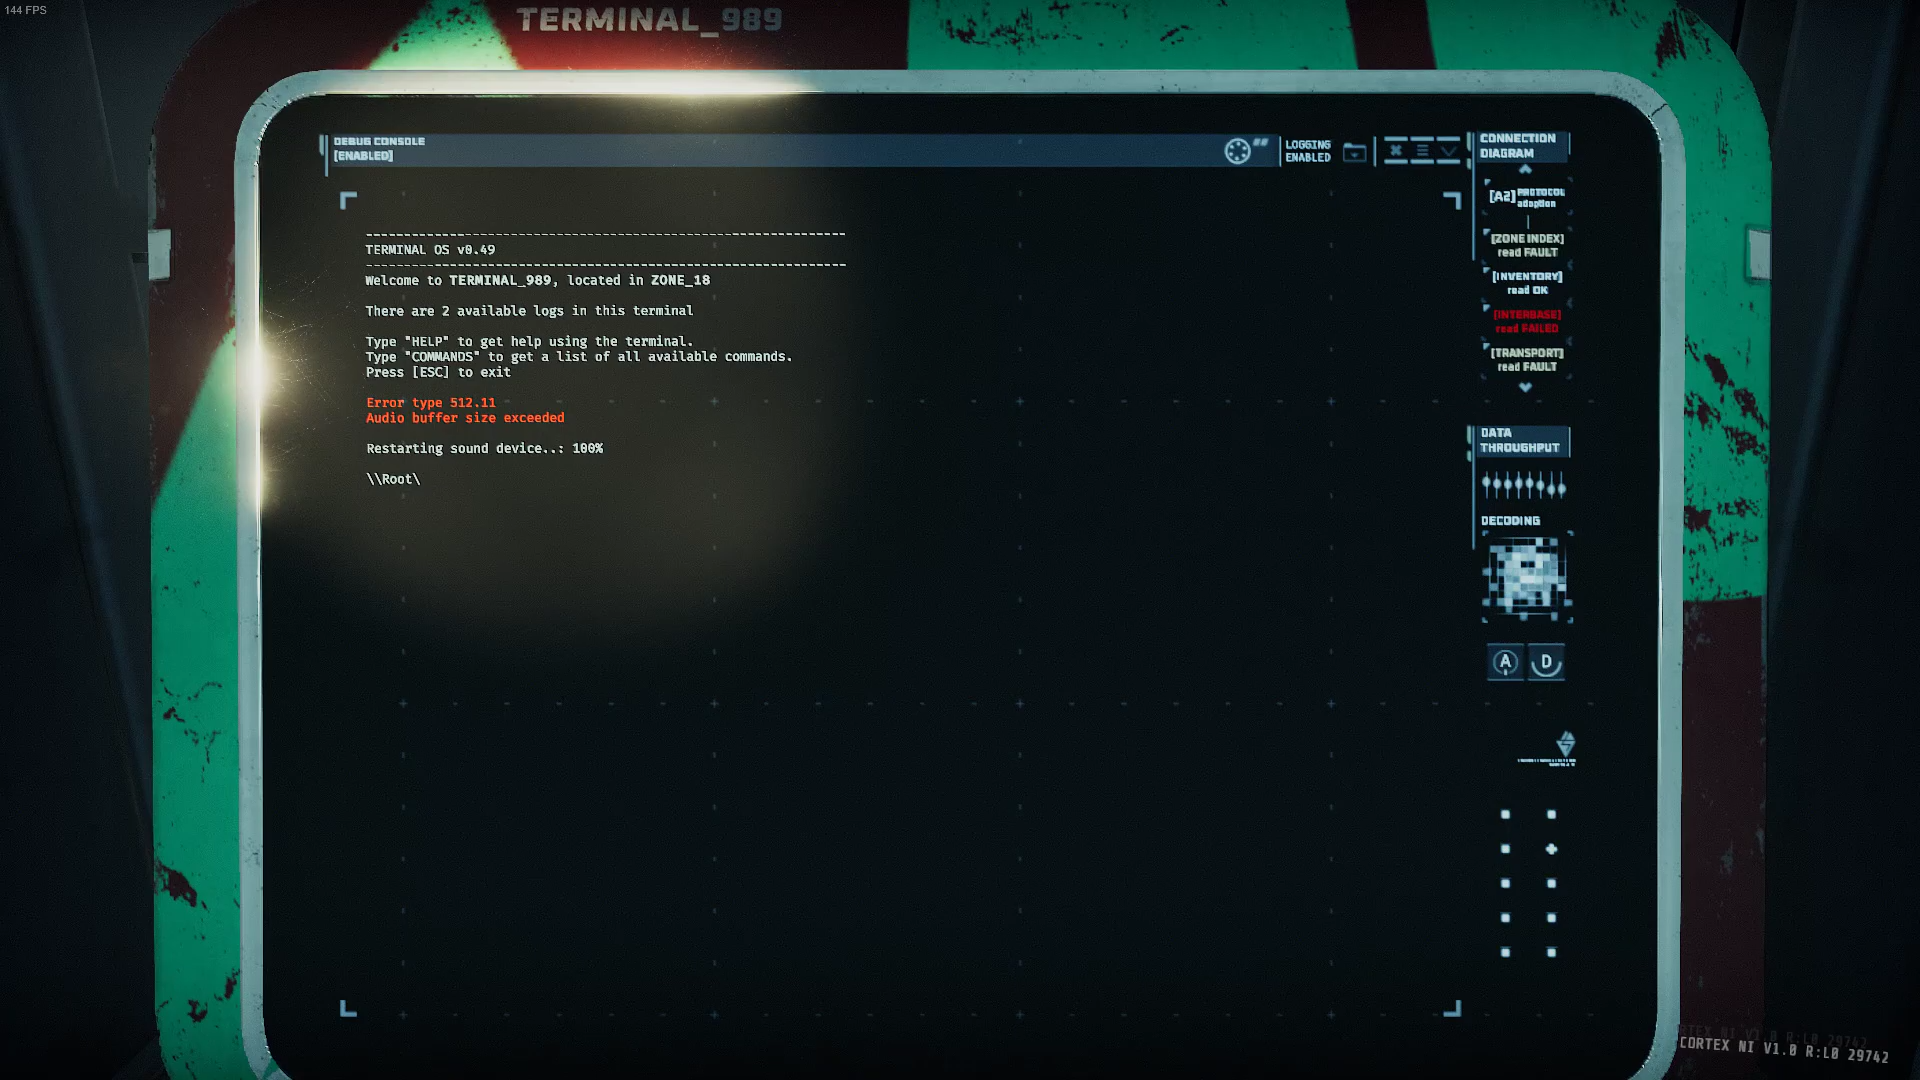 144 FPS
TERMINAL_989
DEBUG CONSOLE
[ENABLED]
LOGGING
ENABLED
------------------------------------------------------------
TERMINAL OS v0.49
------------------------------------------------------------
Welcome to TERMINAL_989, located in ZONE_18
There are 2 available logs in this terminal
Type "HELP" to get help using the terminal.
Type "COMMANDS" to get a list of all available commands.
Press [ESC] to exit
Error type 512.11
Audio buffer size exceeded
Restarting sound device..: 100%
\\Root\
CONNECTION
DIAGRAM
[A2] PROTOCOL
adaption
[ZONE INDEX]
read FAULT
[INVENTORY]
read OK
[INTERBASE]
read FAILED
[TRANSPORT]
read FAULT
DATA
THROUGHPUT
DECODING
A D
CORTEX NI V1.0 R:L0 29742